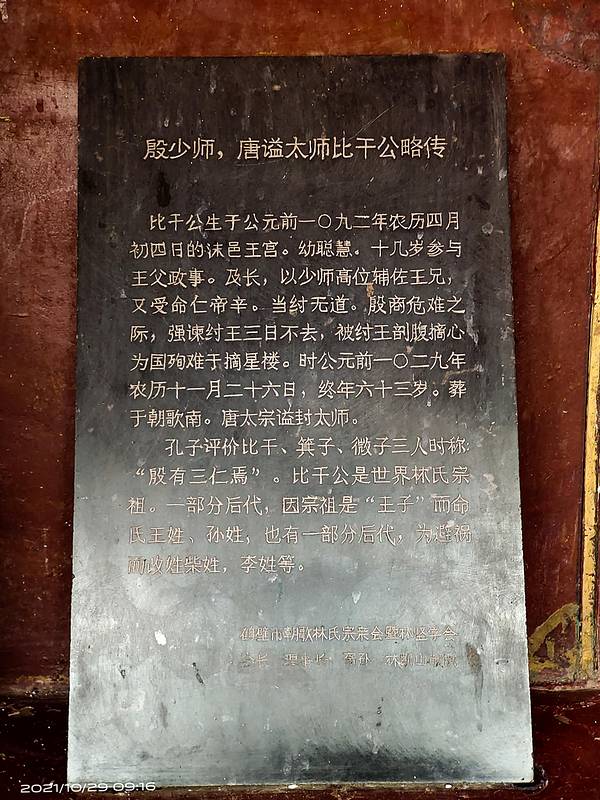 殷少师，唐谥太师比干公略传
比干公生于公元前一〇九二年农历四月
初四日的沫邑王宫。幼聪慧。十几岁参与
王父政事。及长，以少师高位辅佐王兄，
又受命仁帝辛。当纣无道。殷商危难之
际，强谏纣王三日不去，被纣王剖腹摘心
为国殉难于摘星楼。时公元前一〇二九年
农历十一月二十六日，终年六十三岁。葬
于朝歌南。唐太宗谥封太师。
孔子评价比干、箕子、微子三人时称：
“殷有三仁焉”。比干公是世界林氏宗
祖。一部分后代，因宗祖是“王子”而命
氏王姓、孙姓，也有一部分后代，为避祸
而改姓柴姓，李姓等。
鹤壁市朝歌林氏宗亲会暨林坚学会
会长 理事长 林
2021/10/29 09:16